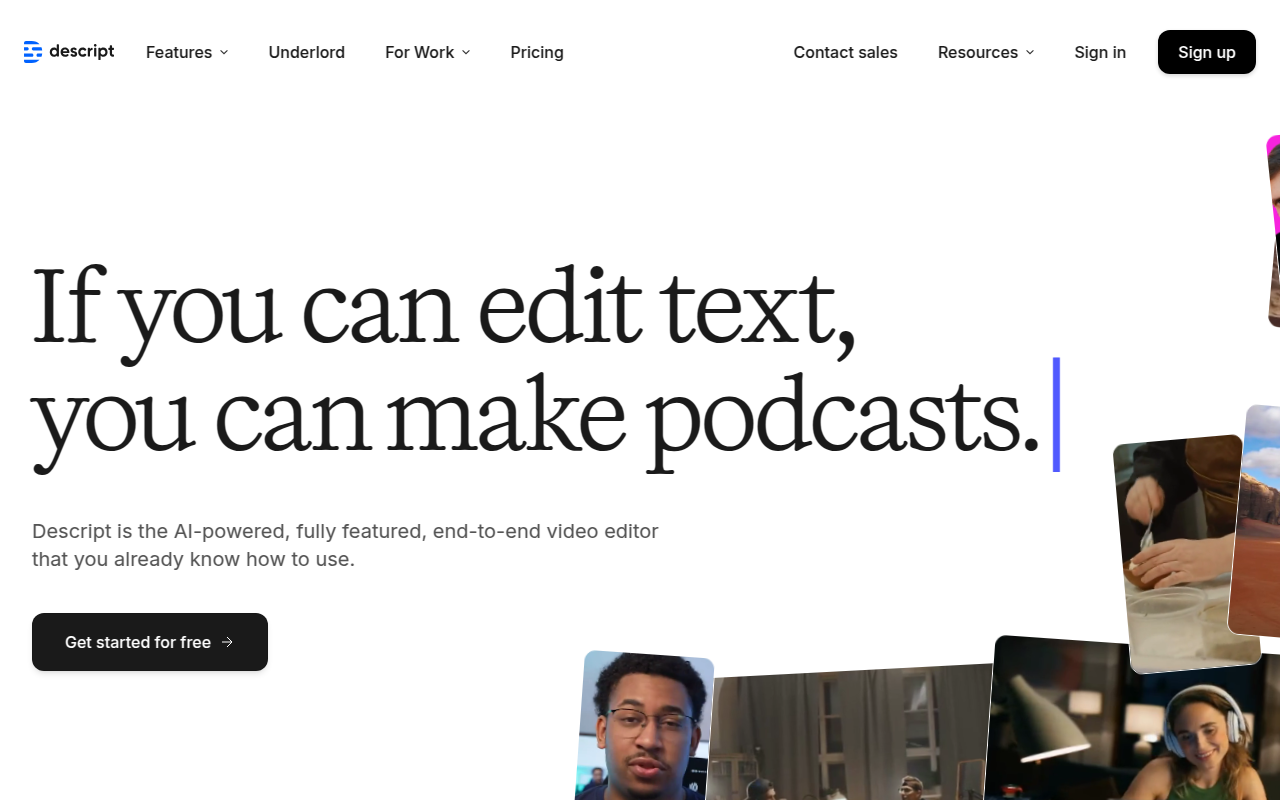 descript
Features
Underlord
For Work
Pricing
Contact sales
Resources
Sign in
Sign up
If you can edit text,
you can make podcasts.
Descript is the AI-powered, fully featured, end-to-end video editor
that you already know how to use.
Get started for free